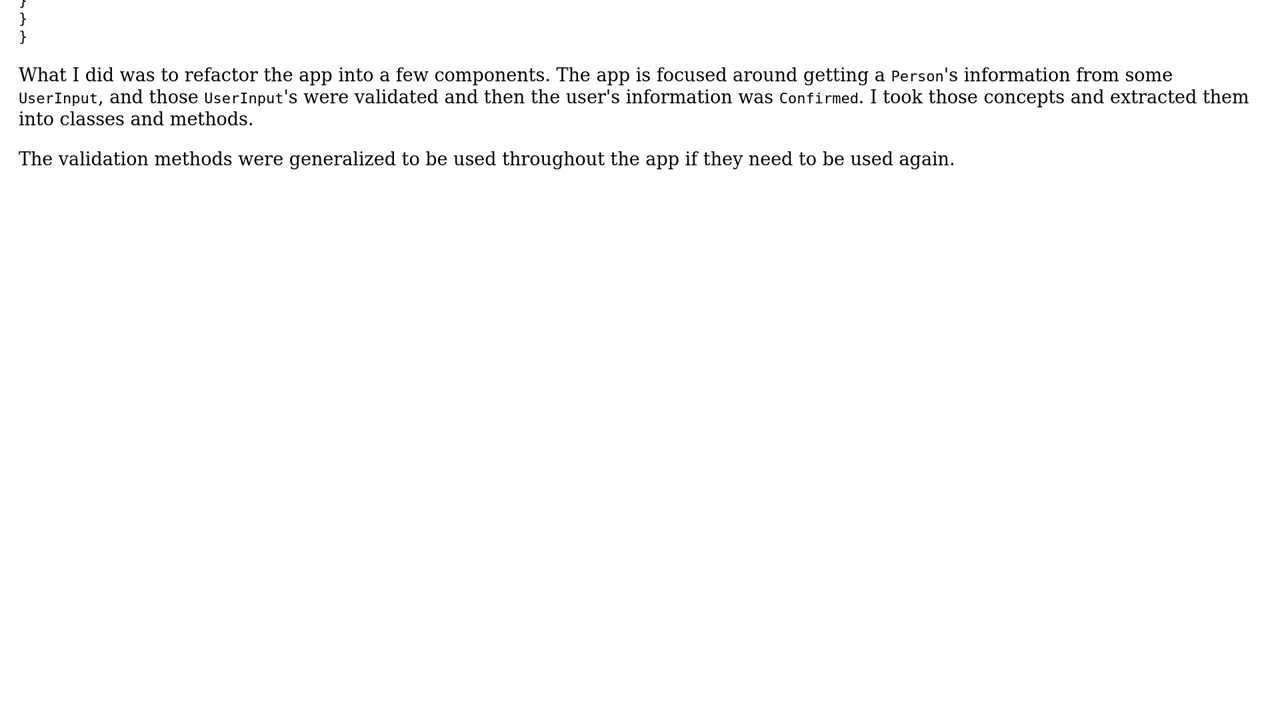 }
}
}
What I did was to refactor the app into a few components. The app is focused around getting a Person's information from some
UserInput, and those UserInput's were validated and then the user's information was Confirmed. I took those concepts and extracted them
into classes and methods.
The validation methods were generalized to be used throughout the app if they need to be used again.